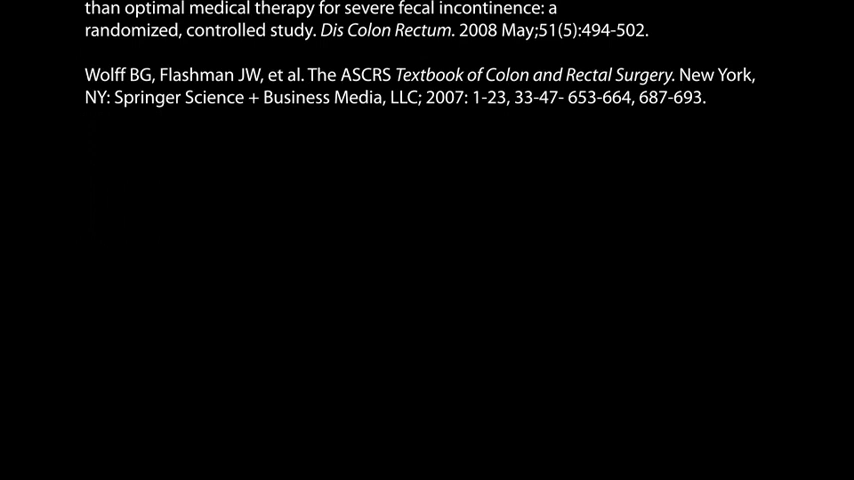 than optimal medical therapy for severe fecal incontinence: a
randomized, controlled study. Dis Colon Rectum. 2008 May;51(5):494-502.
Wolff BG, Flashman JW, et al. The ASCRS Textbook of Colon and Rectal Surgery. New York,
NY: Springer Science + Business Media, LLC; 2007: 1-23, 33-47- 653-664, 687-693.